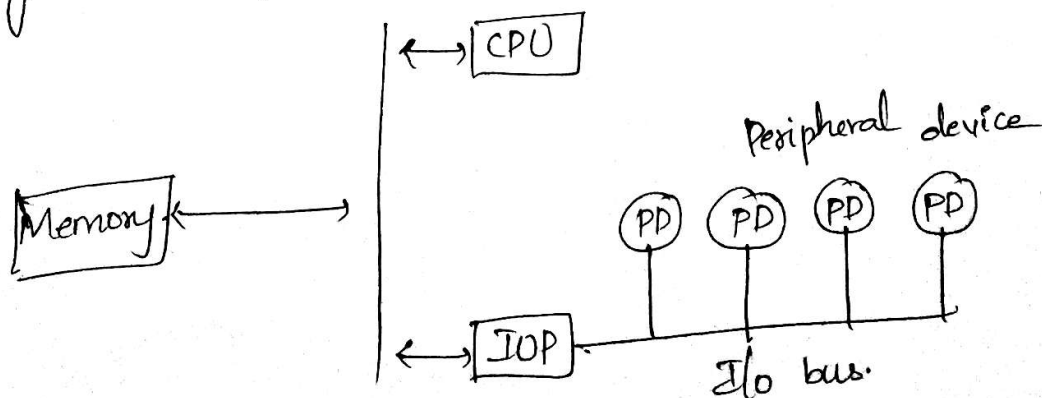 CPU
Peripheral device
PD PD PD PD
Memory
IOP
I/o bus.